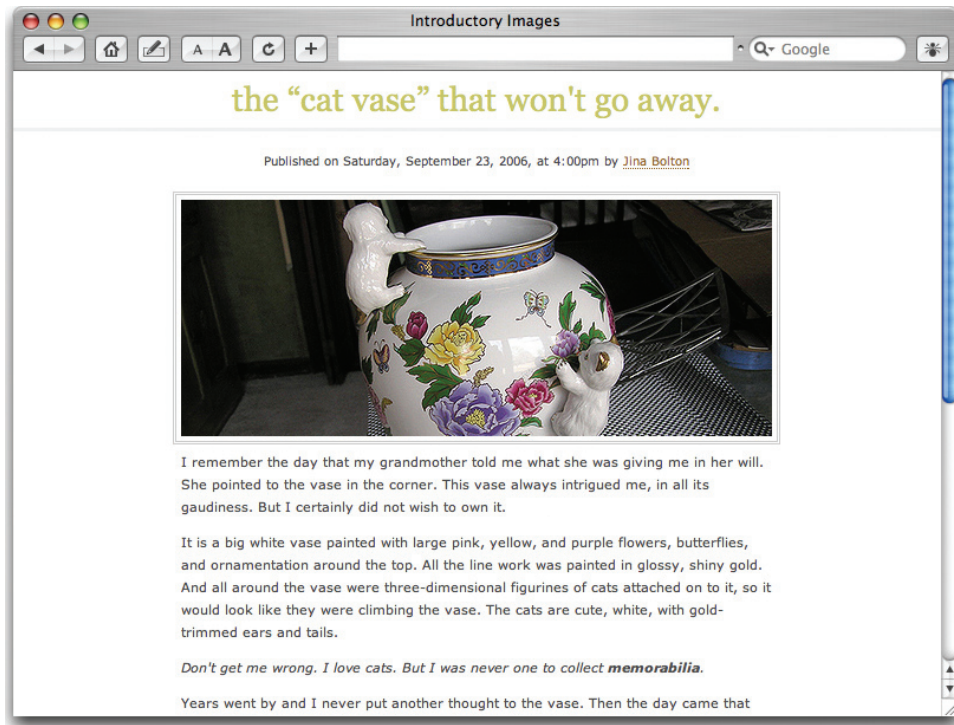 Introductory Images
A A Google
the “cat vase” that won't go away.
Published on Saturday, September 23, 2006, at 4:00pm by Jina Bolton
I remember the day that my grandmother told me what she was giving me in her will.
She pointed to the vase in the corner. This vase always intrigued me, in all its
gaudiness. But I certainly did not wish to own it.
It is a big white vase painted with large pink, yellow, and purple flowers, butterflies,
and ornamentation around the top. All the line work was painted in glossy, shiny gold.
And all around the vase were three-dimensional figurines of cats attached on to it, so it
would look like they were climbing the vase. The cats are cute, white, with gold-
trimmed ears and tails.
Don't get me wrong. I love cats. But I was never one to collect memorabilia.
Years went by and I never put another thought to the vase. Then the day came that